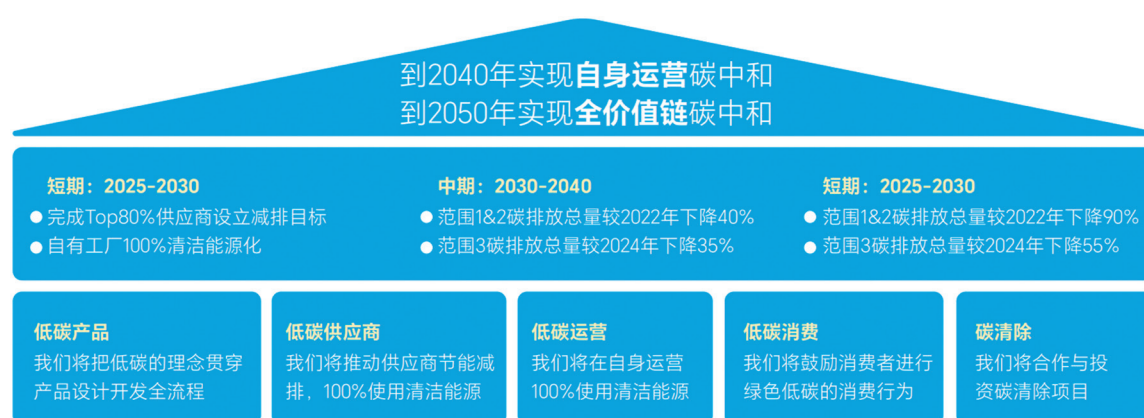 到2040年实现自身运营碳中和
到2050年实现全价值链碳中和
短期：2025-2030
完成Top80%供应商设立减排目标
自有工厂100%清洁能源化
中期：2030-2040
范围1&2碳排放总量较2022年下降40%
范围3碳排放总量较2024年下降35%
短期：2025-2030
范围1&2碳排放总量较2022年下降90%
范围3碳排放总量较2024年下降55%
低碳产品
我们将把低碳的理念贯穿
产品设计开发全流程
低碳供应商
我们将推动供应商节能减
排，100%使用清洁能源
低碳运营
我们将在自身运营
100%使用清洁能源
低碳消费
我们将鼓励消费者进行
绿色低碳的消费行为
碳清除
我们将合作与投
资碳清除项目